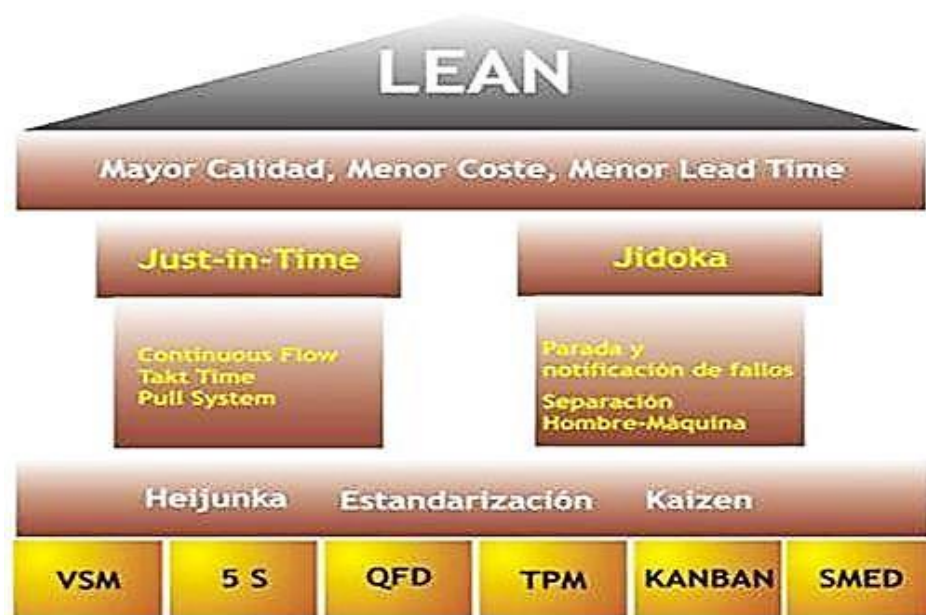 LEAN
Mayor Calidad, Menor Coste, Menor Lead Time
Just-in-Time
Continuous Flow
Takt Time
Pull System
Jidoka
Parada y
notificación de fallos
Separación
Hombre-Máquina
Heijunka Estandarización Kaizen
VSM 5 S QFD TPM KANBAN SMED